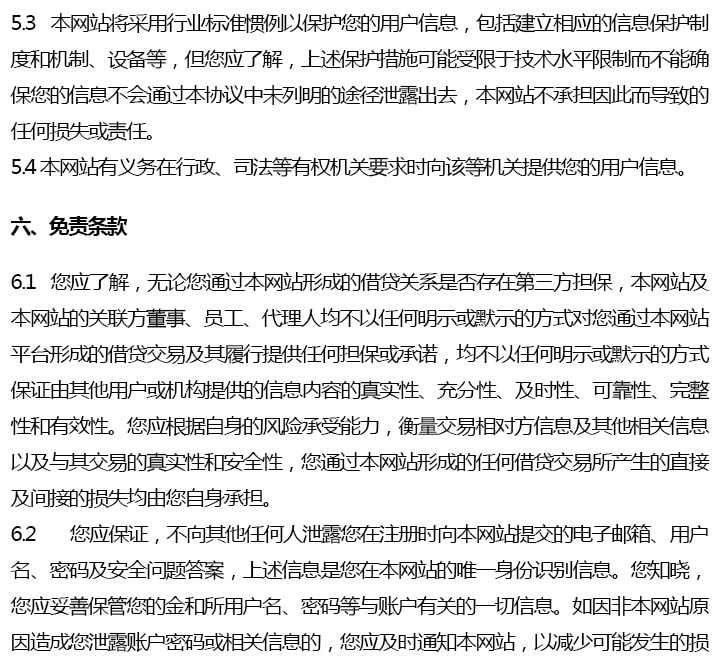 5.3 本网站将采用行业标准惯例以保护您的用户信息，包括建立相应的信息保护制
度和机制、设备等，但您应了解，上述保护措施可能受限于技术水平限制而不能确
保您的信息不会通过本协议中未列明的途径泄露出去，本网站不承担因此而导致的
任何损失或责任。
5.4 本网站有义务在行政、司法等有权机关要求时向该等机关提供您的用户信息。
六、免责条款
6.1 您应了解，无论您通过本网站形成的借贷关系是否存在第三方担保，本网站及
本网站的关联方董事、员工、代理人均不以任何明示或默示的方式对您通过本网站
平台形成的借贷交易及其履行提供任何担保或承诺，均不以任何明示或默示的方式
保证由其他用户或机构提供的信息内容的真实性、充分性、及时性、可靠性、完整
性和有效性。您应根据自身的风险承受能力，衡量交易相对方信息及其他相关信息
以及与其交易的真实性和安全性，您通过本网站形成的任何借贷交易所产生的直接
及间接的损失均由您自身承担。
6.2 您应保证，不向其他任何人泄露您在注册时向本网站提交的电子邮箱、用户
名、密码及安全问题答案，上述信息是您在本网站的唯一身份识别信息。您知晓，
您应妥善保管您的金和所用户名、密码等与账户有关的一切信息。如因非本网站原
因造成您泄露账户密码或相关信息的，您应及时通知本网站，以减少可能发生的损